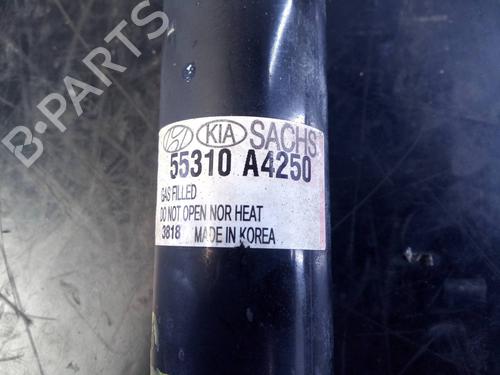 B-PARTS
KIA SACHS
55310 A4250
GAS FILLED
DO NOT OPEN NOR HEAT
3818 MADE IN KOREA